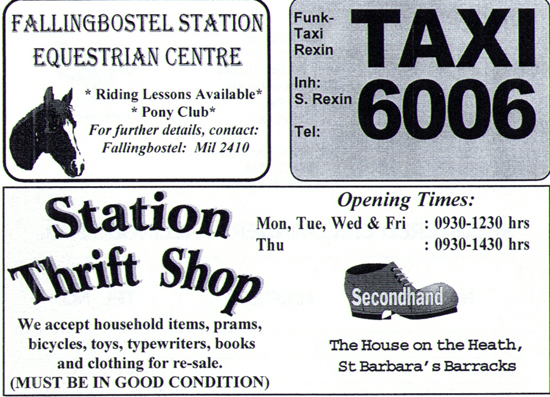 FALLINGBOSTEL STATION
EQUESTRIAN CENTRE
* Riding Lessons Available*
* Pony Club*
For further details, contact:
Fallingbostel: Mil 2410
Funk-
Taxi
Rexin
Inh:
S. Rexin
Tel:
TAXI
6006
Station
Thrift Shop
We accept household items, prams,
bicycles, toys, typewriters, books
and clothing for re-sale.
(MUST BE IN GOOD CONDITION)
Opening Times:
Mon, Tue, Wed & Fri : 0930-1230 hrs
Thu : 0930-1430 hrs
Secondhand
The House on the Heath,
St Barbara's Barracks